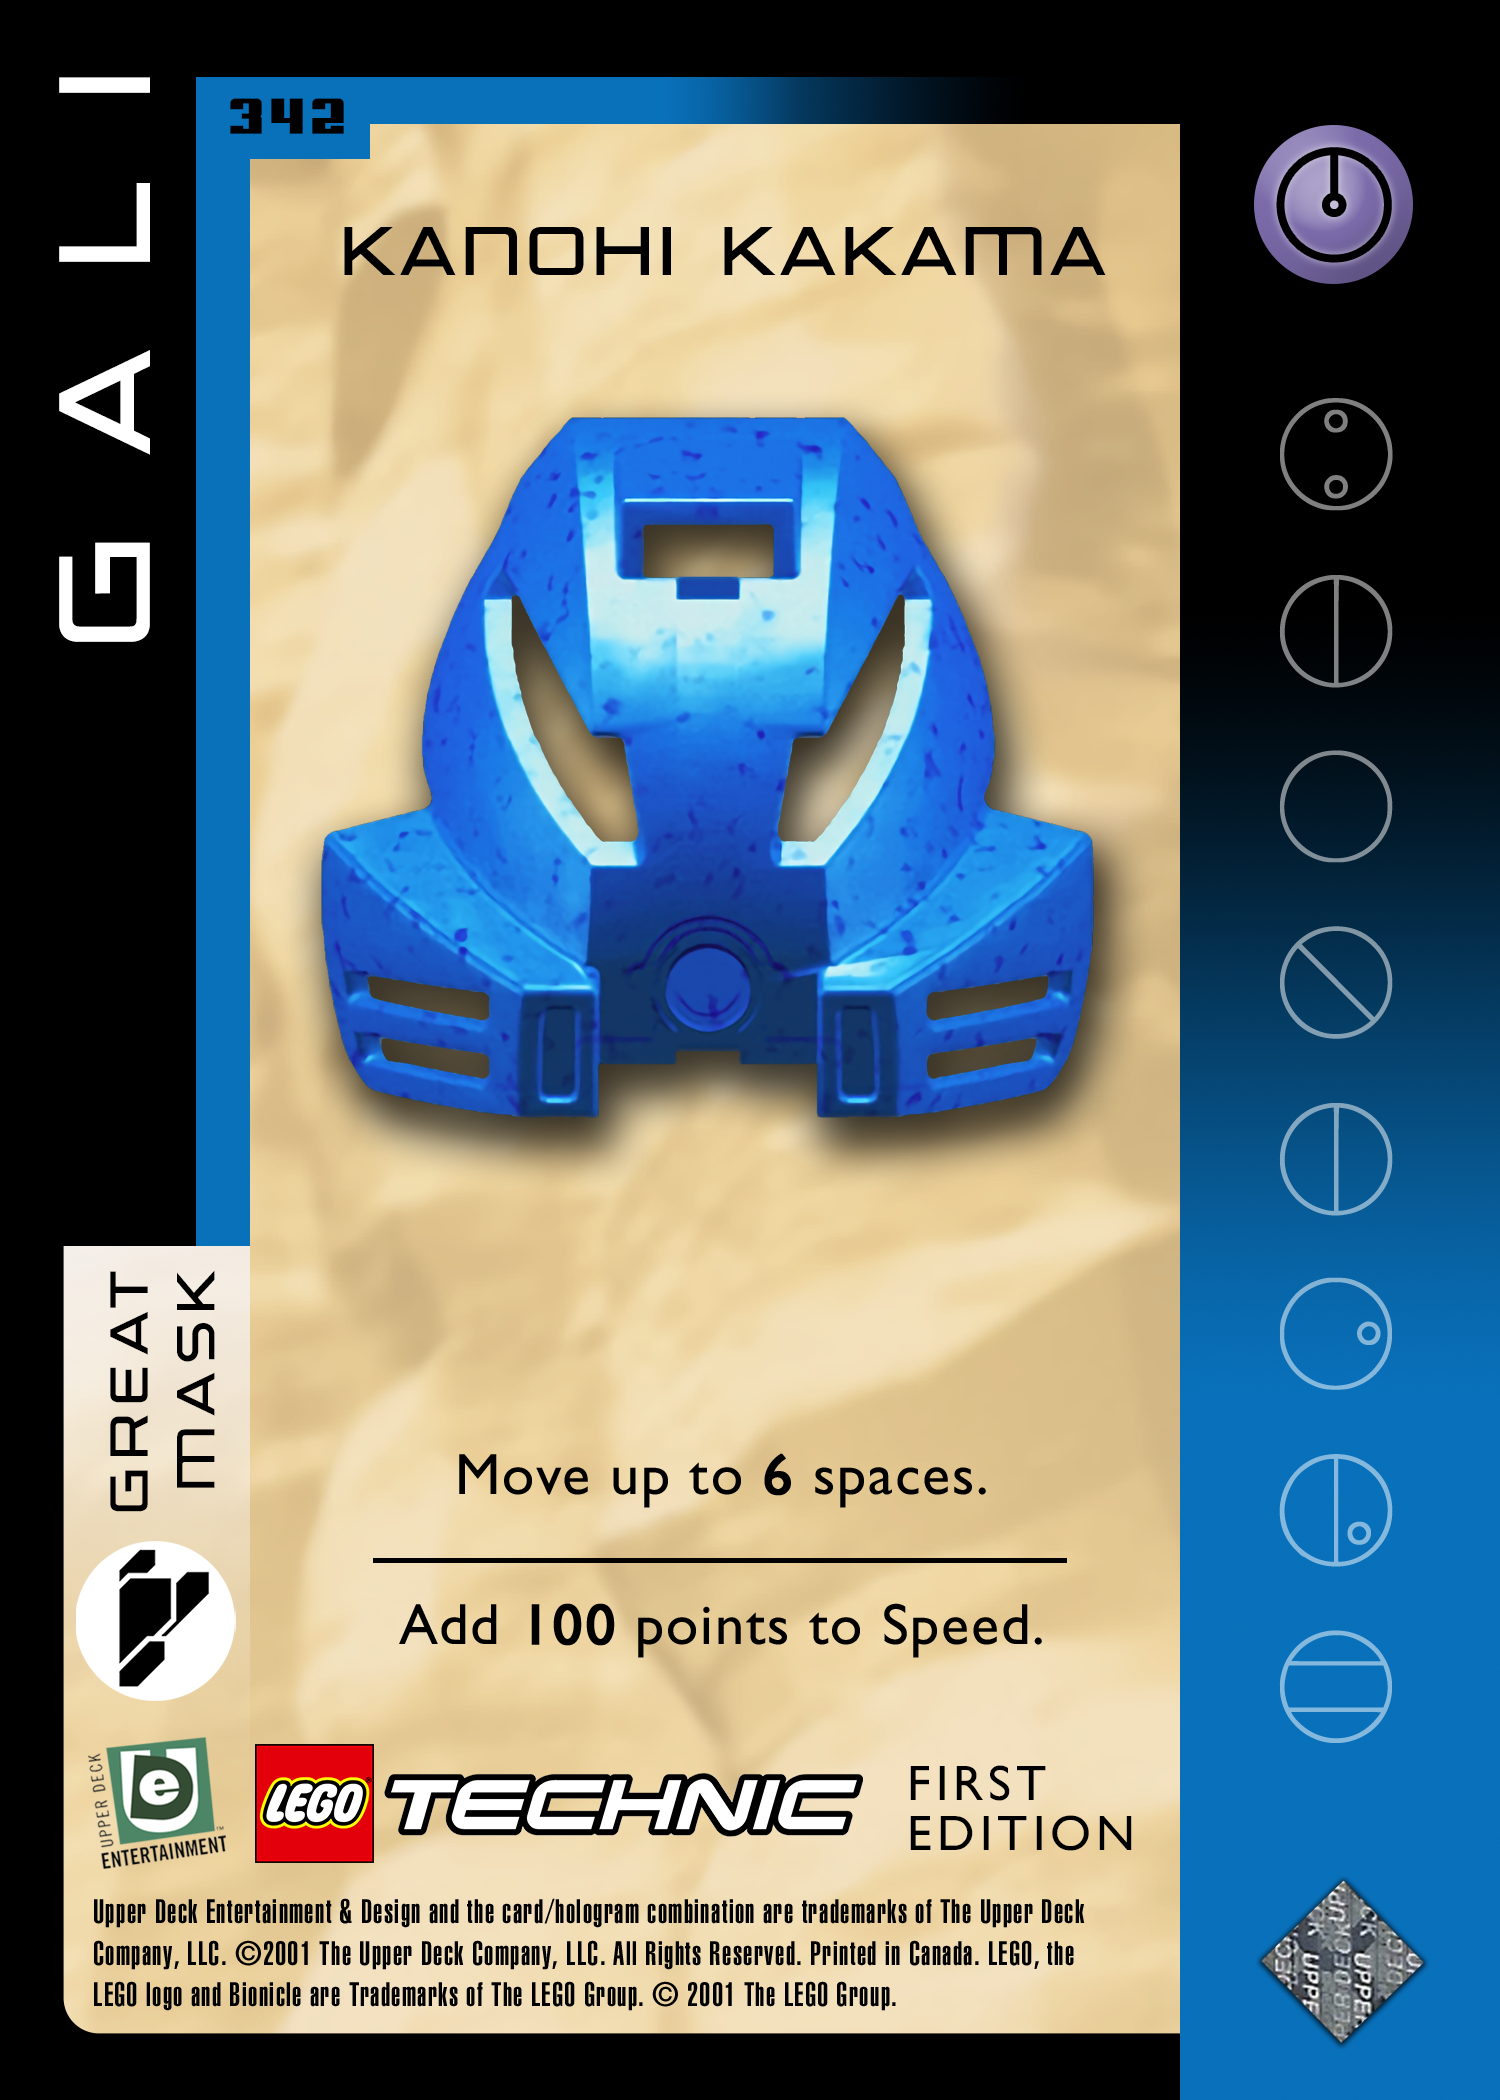 GALI
342
KANOHI KAKAMA
GREAT
MASK
Move up to 6 spaces.
Add 100 points to Speed.
UPPER DECK
ENTERTAINMENT™
LEGO TECHNIC
FIRST
EDITION
Upper Deck Entertainment & Design and the card/hologram combination are trademarks of The Upper Deck
Company, LLC. ©2001 The Upper Deck Company, LLC. All Rights Reserved. Printed in Canada. LEGO, the
LEGO logo and Bionicle are Trademarks of The LEGO Group. © 2001 The LEGO Group.
UPPER DECK